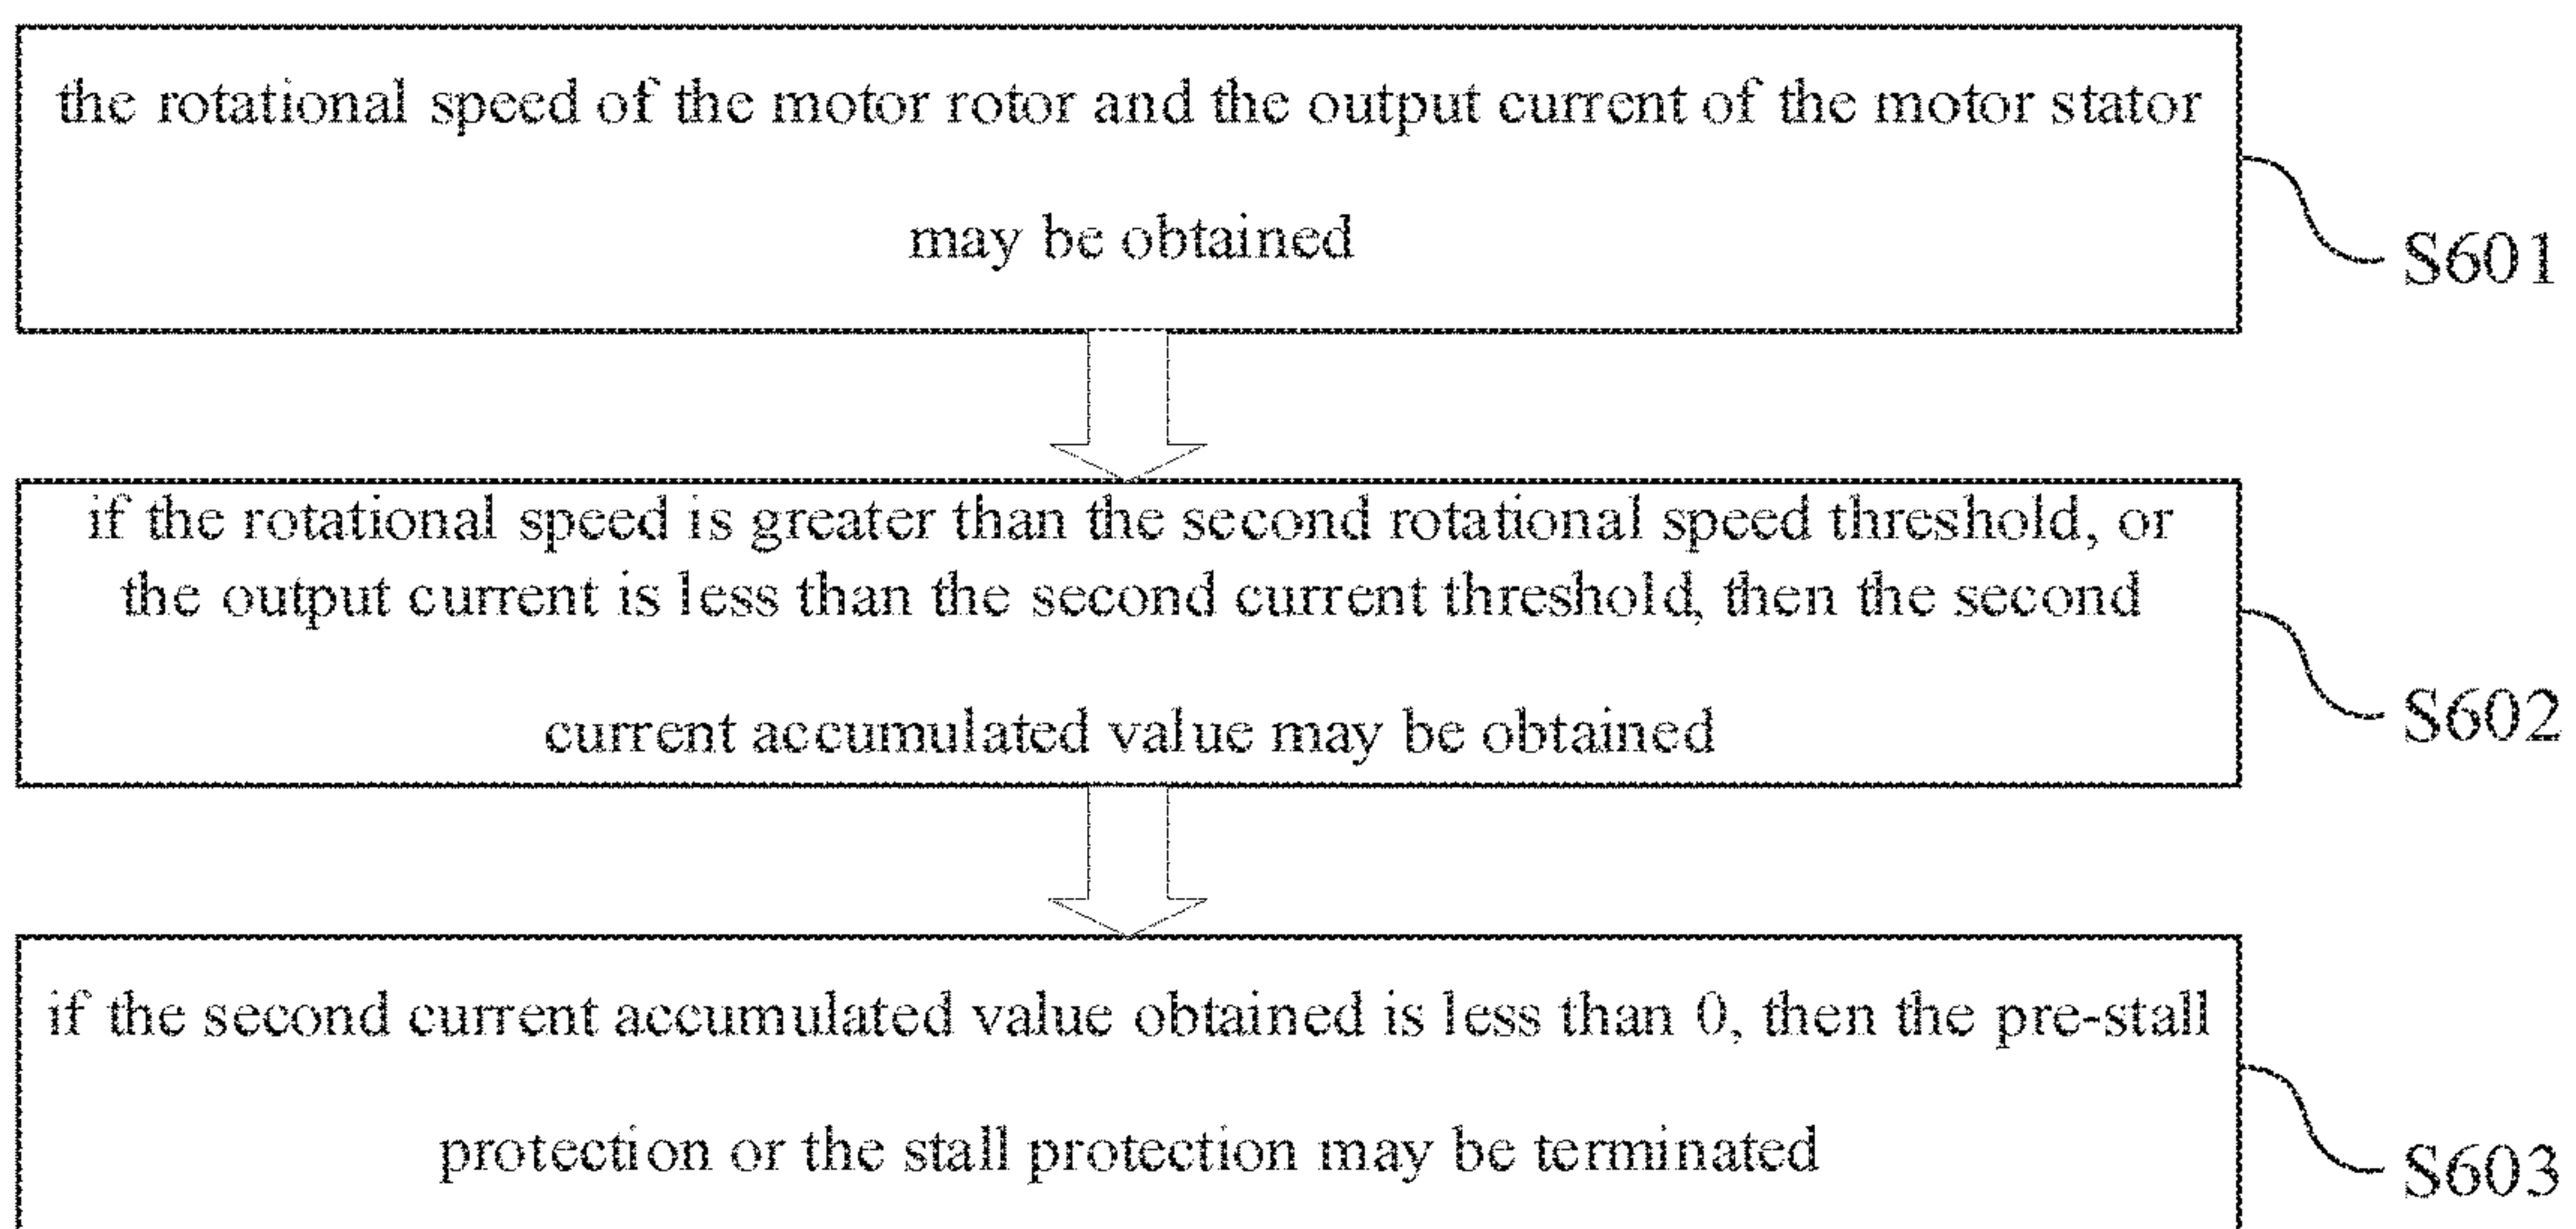 the rotational speed of the motor rotor and the output current of the motor stator
may be obtained
S601
if the rotational speed is greater than the second rotational speed threshold, or
the output current is less than the second current threshold, then the second
current accumulated value may be obtained
S602
if the second current accumulated value obtained is less than 0, then the pre-stall
protection or the stall protection may be terminated
S603